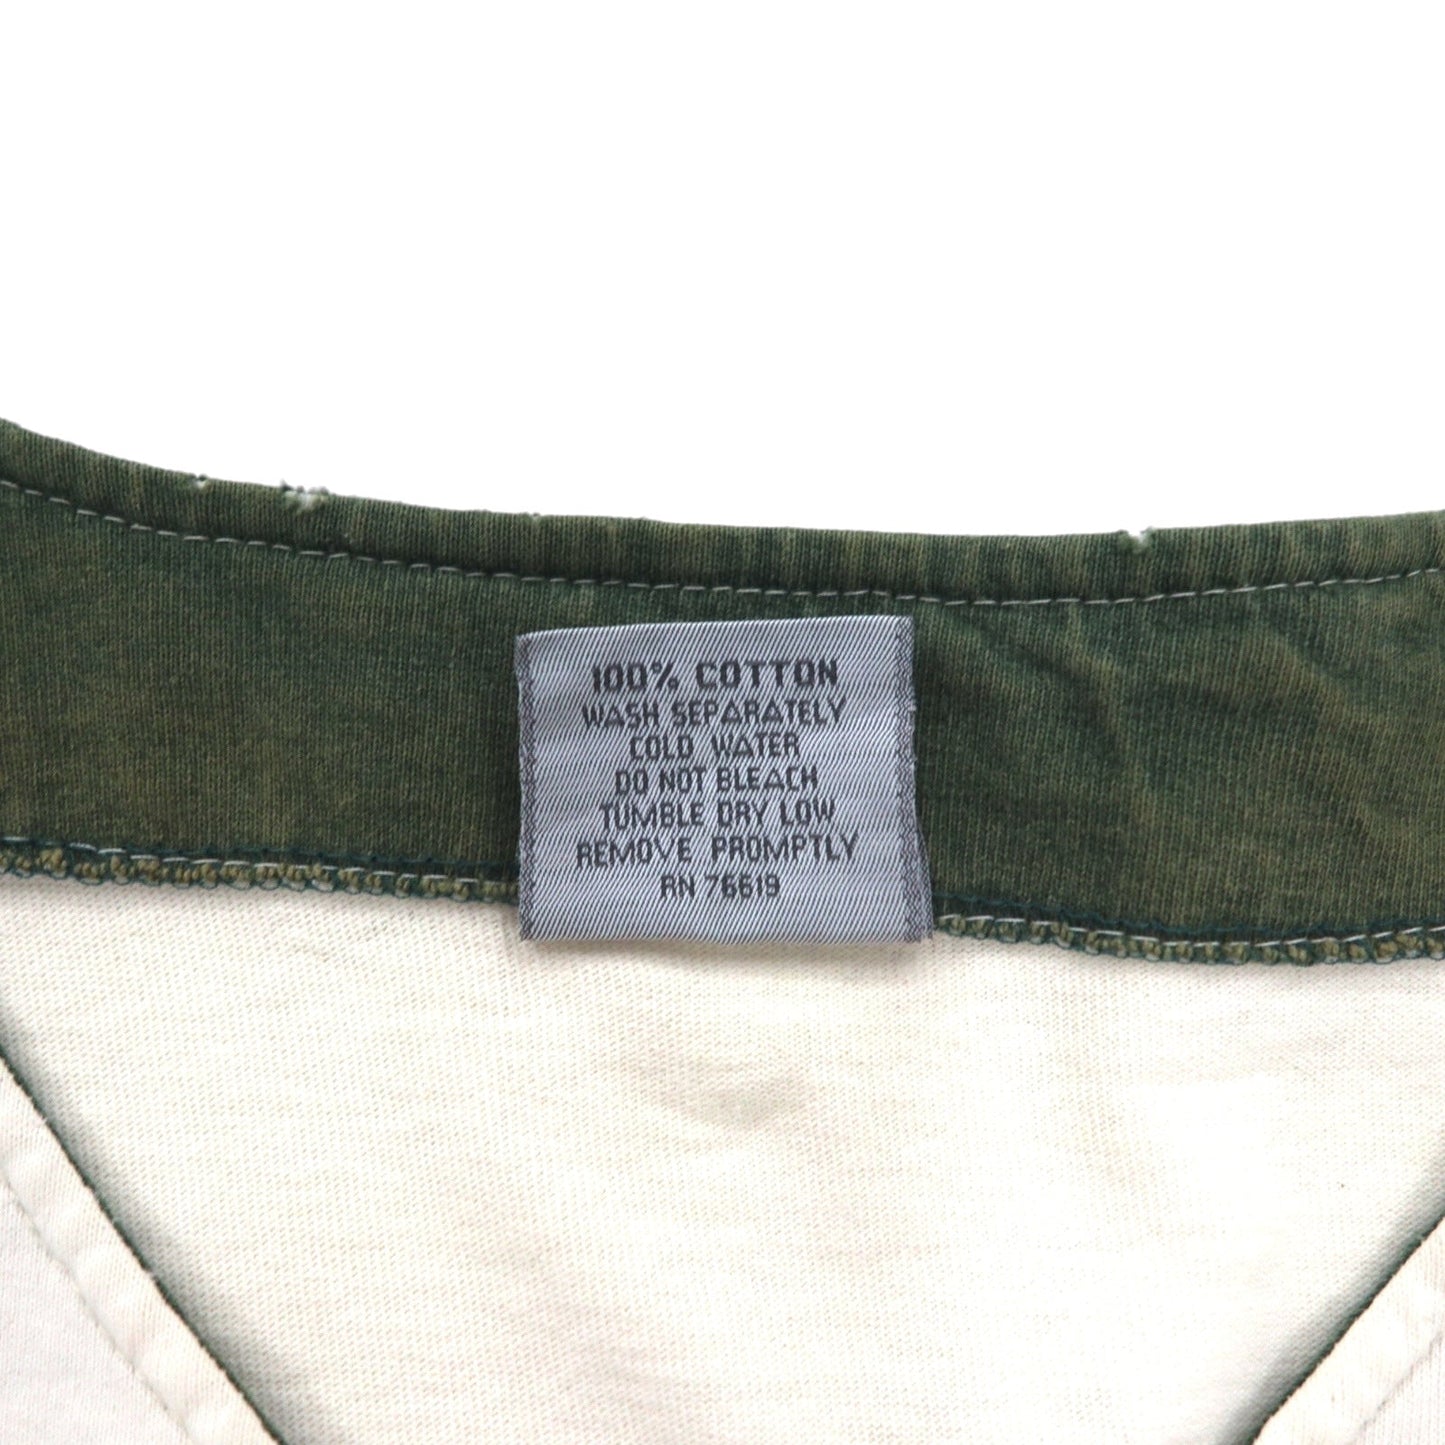 100% COTTON
WASH SEPARATELY
COLD WATER
DO NOT BLEACH
TUMBLE DRY LOW
REMOVE PROMPTLY
RN 76619